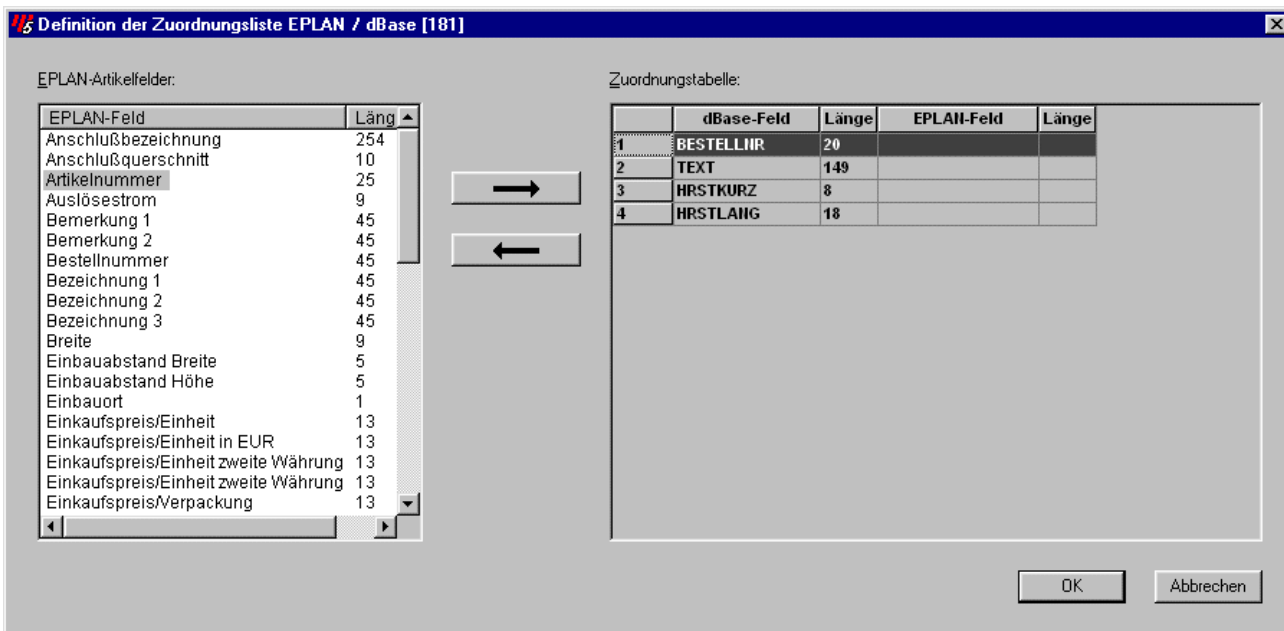 Definition der Zuordnungsliste EPLAN / dBase [181]
EPLAN-Artikelfelder:
EPLAN-Feld Läng
Anschlußbezeichnung 254
Anschlußquerschnitt 10
Artikelnummer 25
Auslösestrom 9
Bemerkung 1 45
Bemerkung 2 45
Bestellnummer 45
Bezeichnung 1 45
Bezeichnung 2 45
Bezeichnung 3 45
Breite 9
Einbauabstand Breite 5
Einbauabstand Höhe 5
Einbauort 1
Einkaufspreis/Einheit 13
Einkaufspreis/Einheit in EUR 13
Einkaufspreis/Einheit zweite Währung 13
Einkaufspreis/Einheit zweite Währung 13
Einkaufspreis/Verpackung 13
Zuordnungstabelle:
dBase-Feld Länge EPLAN-Feld Länge
1 BESTELLNR 20
2 TEXT 149
3 HRSTKURZ 8
4 HRSTLANG 18
OK Abbrechen